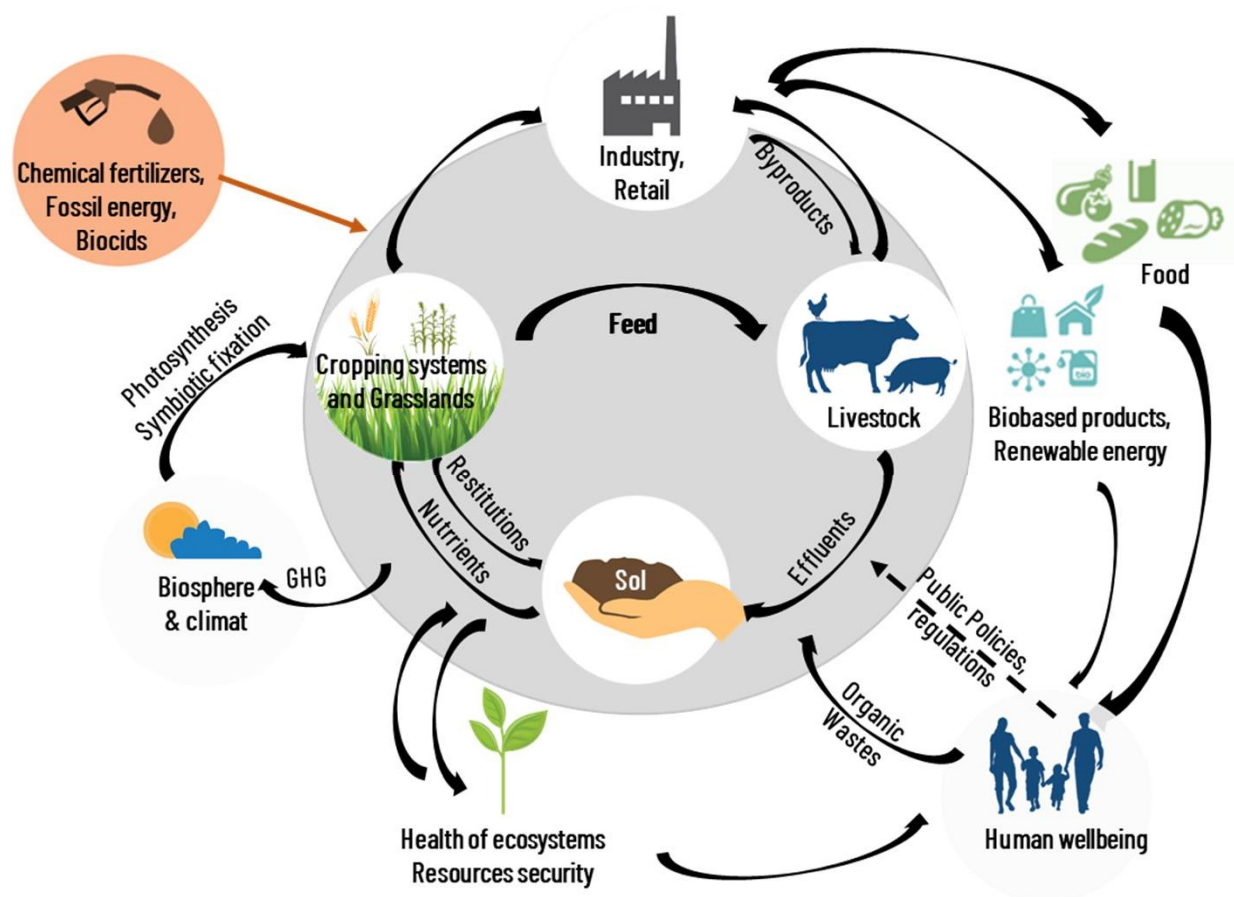 Industry,
Retail
Chemical fertilizers,
Fossil energy,
Biocids
Byproducts
Food
Photosynthesis
Symbiotic fixation
Feed
Cropping systems
and Grasslands
Livestock
Biobased products,
Renewable energy
bio
Restitutions
Nutrrients
Sol
Effluents
GHG
Biosphere
& climat
Public Policies,
regulations
Organic
Wastes
Health of ecosystems
Resources security
Human wellbeing